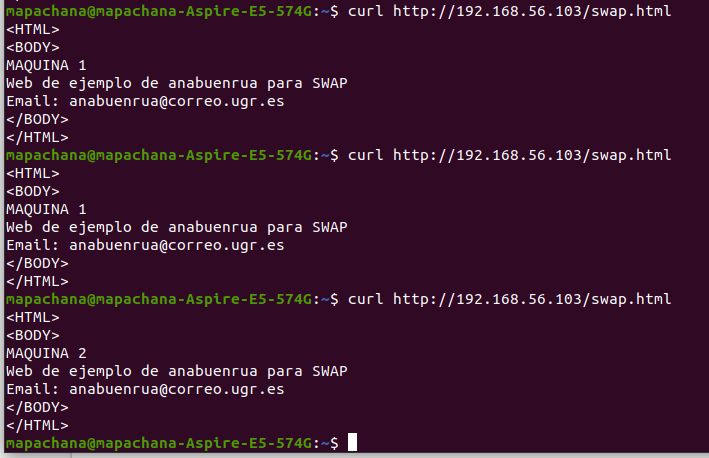 mapachana@mapachana-Aspire-E5-574G:~$ curl http://192.168.56.103/swap.html
<HTML>
<BODY>
MAQUINA 1
Web de ejemplo de anabuenrua para SWAP
Email: anabuenrua@correo.ugr.es
</BODY>
</HTML>
mapachana@mapachana-Aspire-E5-574G:~$ curl http://192.168.56.103/swap.html
<HTML>
<BODY>
MAQUINA 1
Web de ejemplo de anabuenrua para SWAP
Email: anabuenrua@correo.ugr.es
</BODY>
</HTML>
mapachana@mapachana-Aspire-E5-574G:~$ curl http://192.168.56.103/swap.html
<HTML>
<BODY>
MAQUINA 2
Web de ejemplo de anabuenrua para SWAP
Email: anabuenrua@correo.ugr.es
</BODY>
</HTML>
mapachana@mapachana-Aspire-E5-574G:~$